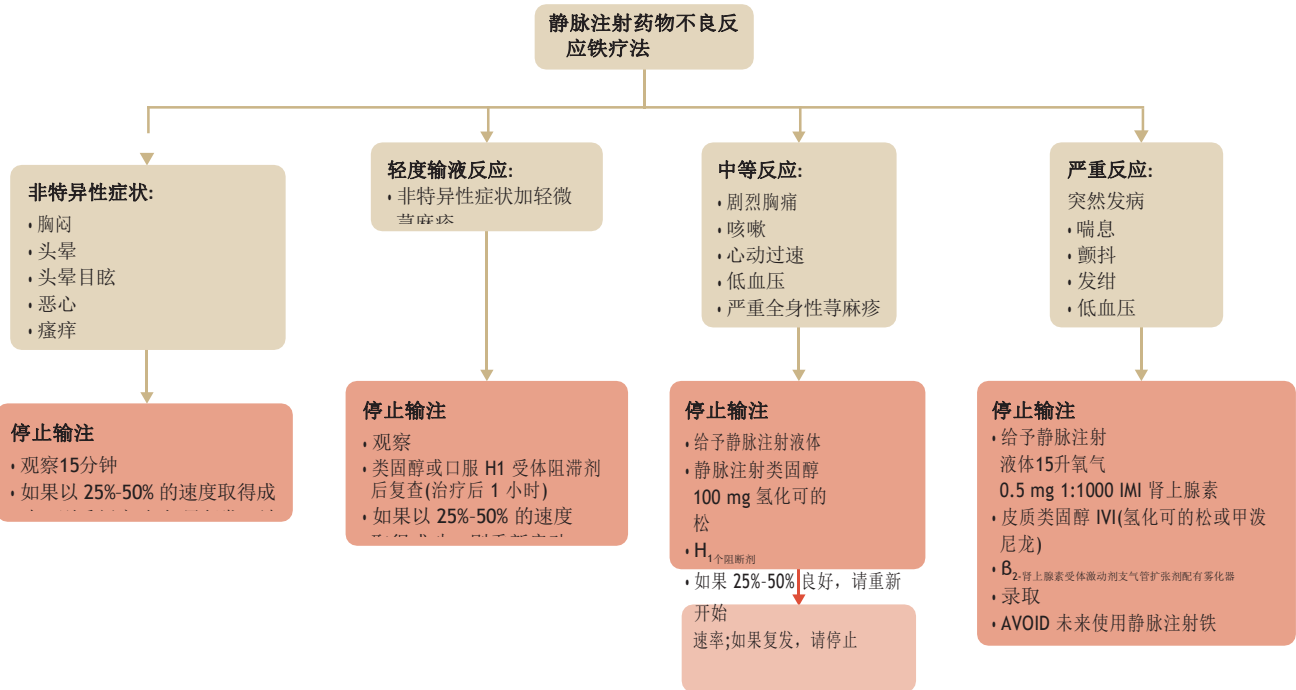 静脉注射药物不良反
应铁疗法
非特异性症状:
• 胸闷
• 头晕
• 头晕目眩
• 恶心
• 瘙痒
停止输注
• 观察15分钟
• 如果以 25%-50% 的速度取得成
轻度输液反应:
• 非特异性症状加轻微
荨麻疹
停止输注
• 观察
• 类固醇或口服 H1 受体阻滞剂
后复查(治疗后 1 小时)
• 如果以 25%-50% 的速度
中等反应:
• 剧烈胸痛
• 咳嗽
• 心动过速
• 低血压
• 严重全身性荨麻疹
停止输注
• 给予静脉注射液体
• 静脉注射类固醇
100 mg 氢化可的
松
• H1个阻断剂
• 如果 25%-50% 良好，请重新
开始
速率;如果复发，请停止
严重反应:
突然发病
• 喘息
• 颤抖
• 发绀
• 低血压
停止输注
• 给予静脉注射
液体15升氧气
0.5 mg 1:1000 IMI 肾上腺素
• 皮质类固醇 IVI(氢化可的松或甲泼
尼龙)
• ß2-肾上腺素受体激动剂支气管扩张剂配有雾化器
• 录取
• AVOID 未来使用静脉注射铁